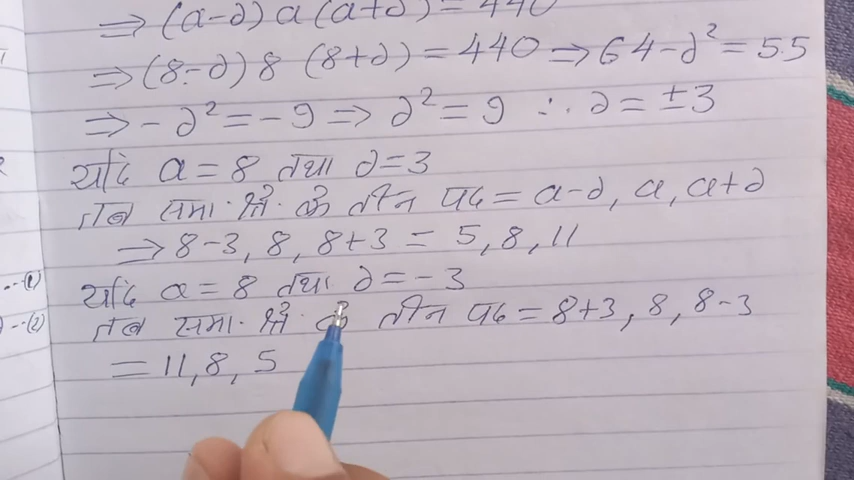 ⇒ (a-d) a (a+d) = 440
⇒ (8-d) 8 (8+d) = 440 ⇒ 64-d² = 55
⇒ -d² = -9 ⇒ d² = 9 ∴ d = ±3
यदि a = 8 तथा d = 3
तब समा. श्रे. के तीन पद = a-d, a, a+d
⇒ 8-3, 8, 8+3 = 5, 8, 11
--(1) यदि a = 8 तथा d = -3
--(2) तब समा. श्रे. के तीन पद = 8+3, 8, 8-3
= 11, 8, 5